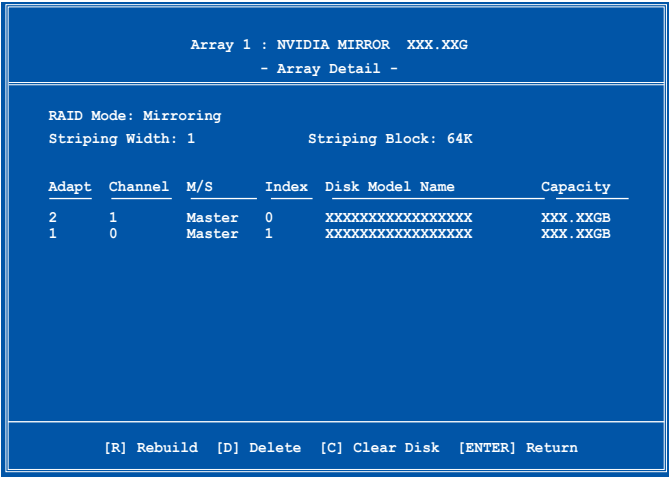 Array 1 : NVIDIA MIRROR  XXX.XXG
- Array Detail -
RAID Mode: Mirroring
Striping Width: 1    Striping Block: 64K
Adapt  Channel  M/S  Index  Disk Model Name  Capacity
2  1  Master  0  XXXXXXXXXXXXXXXXX  XXX.XXGB
1  0  Master  1  XXXXXXXXXXXXXXXXX  XXX.XXGB
[R] Rebuild  [D] Delete  [C] Clear Disk  [ENTER] Return